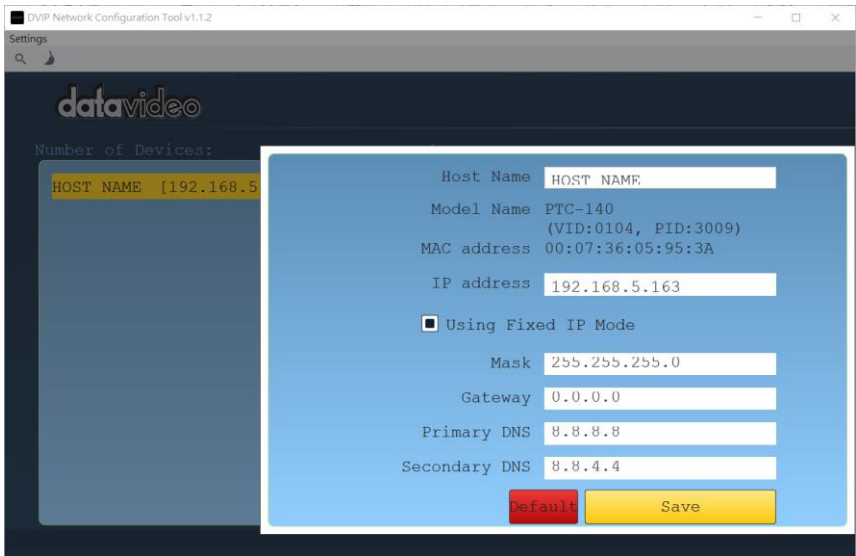 DVIP Network Configuration Tool v1.1.2
Settings
datavideo
Number of Devices:
HOST NAME [192.168.5
Host Name HOST NAME
Model Name PTC-140
(VID:0104, PID:3009)
MAC address 00:07:36:05:95:3A
IP address 192.168.5.163
Using Fixed IP Mode
Mask 255.255.255.0
Gateway 0.0.0.0
Primary DNS 8.8.8.8
Secondary DNS 8.8.4.4
Default Save